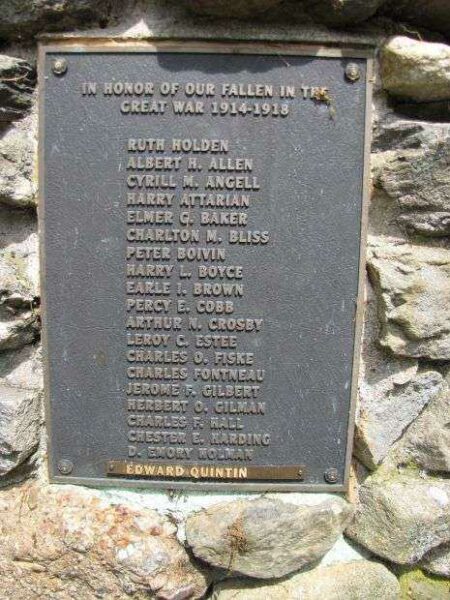 IN HONOR OF OUR FALLEN IN THE
GREAT WAR 1914-1918
RUTH HOLDEN
ALBERT H. ALLEN
CYRILL M. ANGELL
HARRY ATTARIAN
ELMER G. BAKER
CHARLTON M. BLISS
PETER BOIVIN
HARRY L. BOYCE
EARLE I. BROWN
PERCY E. COBB
ARTHUR N. CROSBY
LEROY C. ESTEE
CHARLES O. FISKE
CHARLES FONTNEAU
JEROME F. GILBERT
HERBERT O. GILMAN
CHARLES F. HALL
CHESTER E. HARDING
D. EMORY HOLMAN
EDWARD QUINTIN